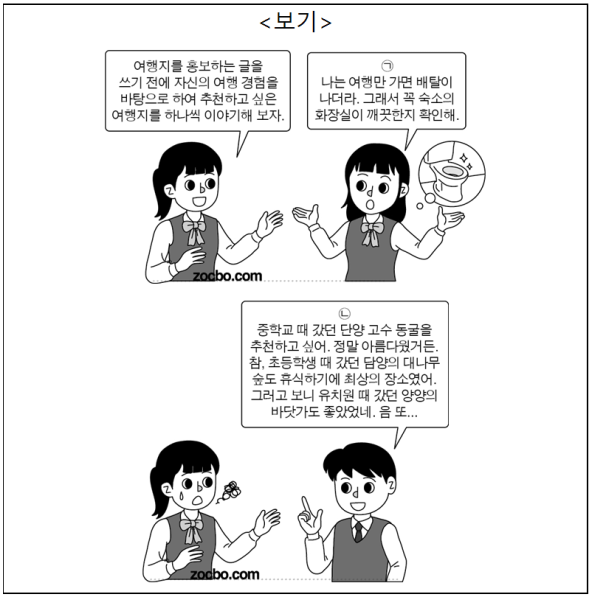 <보기>
여행지를 홍보하는 글을
쓰기 전에 자신의 여행 경험을
바탕으로 하여 추천하고 싶은
여행지를 하나씩 이야기해 보자.
㉠
나는 여행만 가면 배탈이
나더라. 그래서 꼭 숙소의
화장실이 깨끗한지 확인해.
zocbo.com
㉡
중학교 때 갔던 단양 고수 동굴을
추천하고 싶어. 정말 아름다웠거든.
참, 초등학생 때 갔던 담양의 대나무
숲도 휴식하기에 최상의 장소였어.
그러고 보니 유치원 때 갔던 양양의
바닷가도 좋았었네. 음 또...
zocbo.com